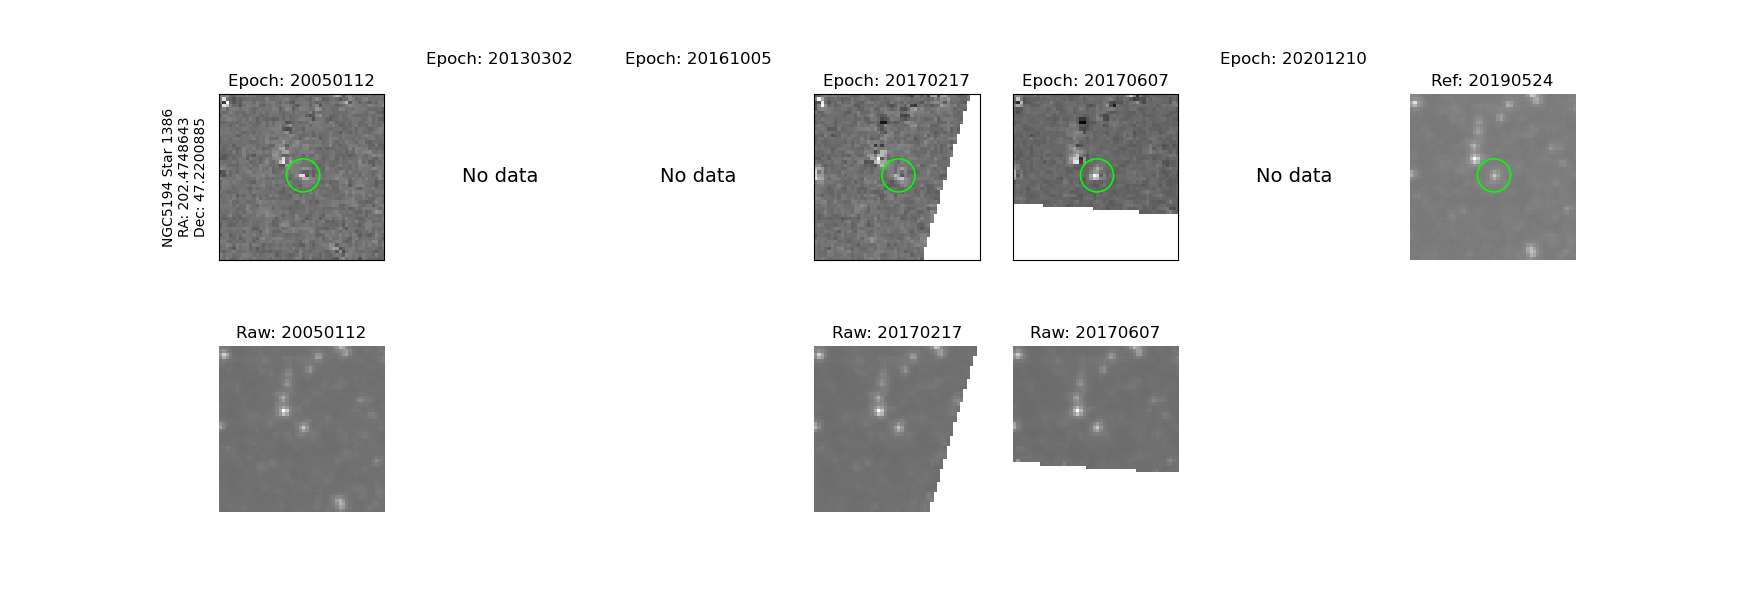 Epoch: 20130302
Epoch: 20161005
Epoch: 20201210
Epoch: 20050112
Epoch: 20170217
Epoch: 20170607
Ref: 20190524
NGC5194 Star 1386
RA: 202.4748643
Dec: 47.2200885
No data
No data
No data
Raw: 20050112
Raw: 20170217
Raw: 20170607